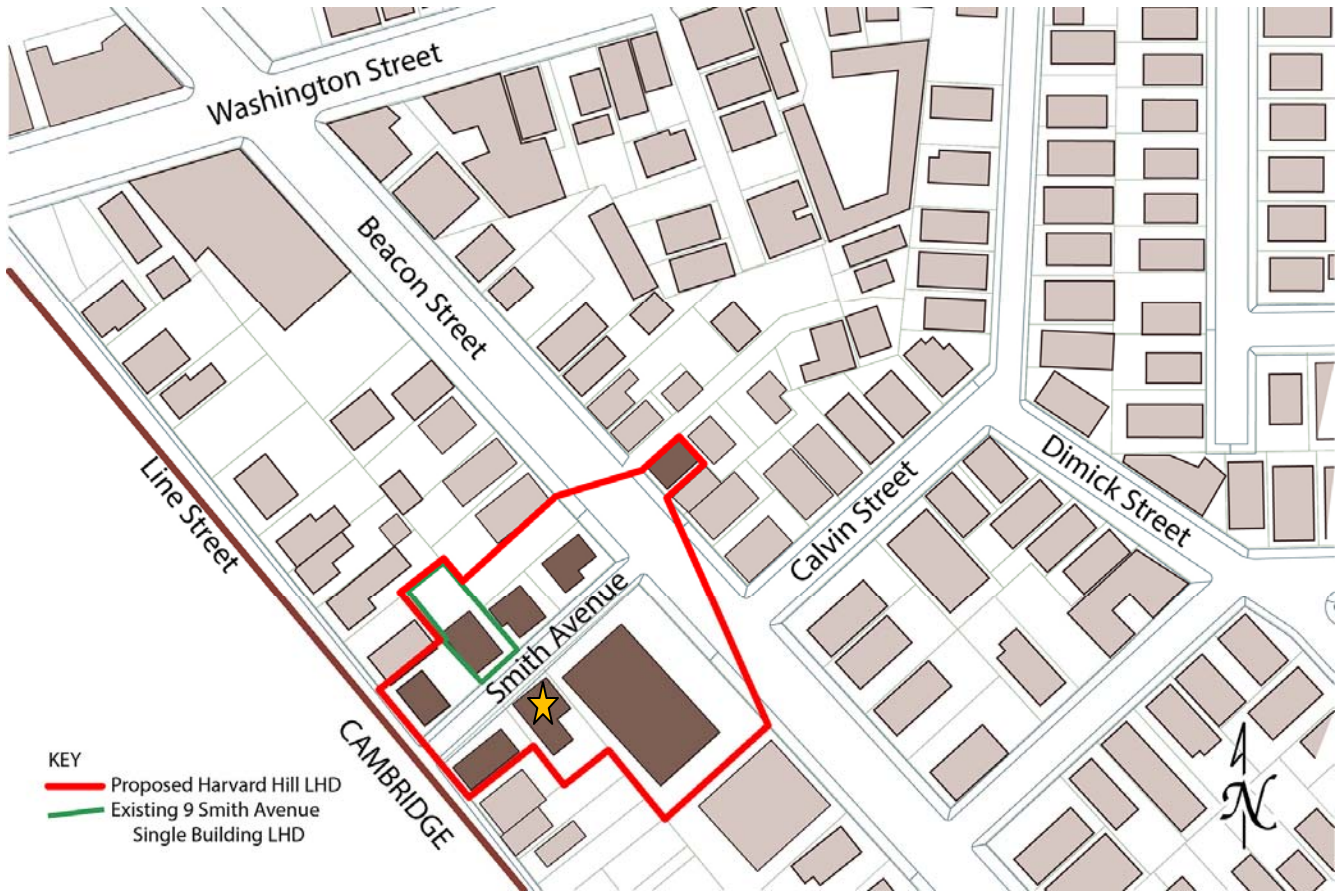 Washington Street
Beacon Street
Line Street
Dimick Street
Calvin Street
Smith Avenue
CAMBRIDGE
KEY
Proposed Harvard Hill LHD
Existing 9 Smith Avenue
Single Building LHD
N